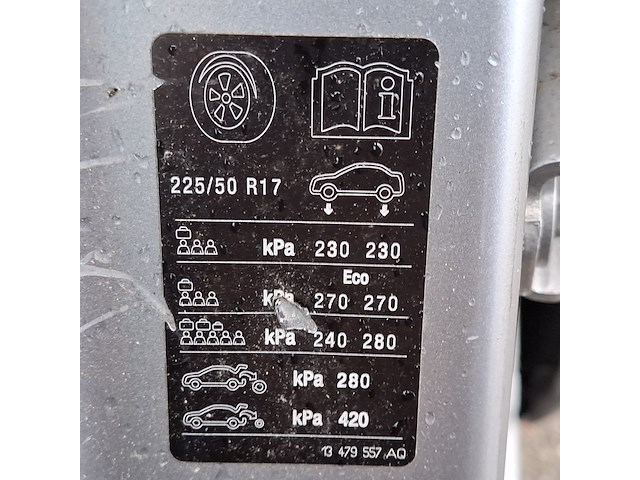 i
225/50 R17
kPa 230 230
Eco
kPa 270 270
kPa 240 280
kPa 280
kPa 420
13 479 557 AQ